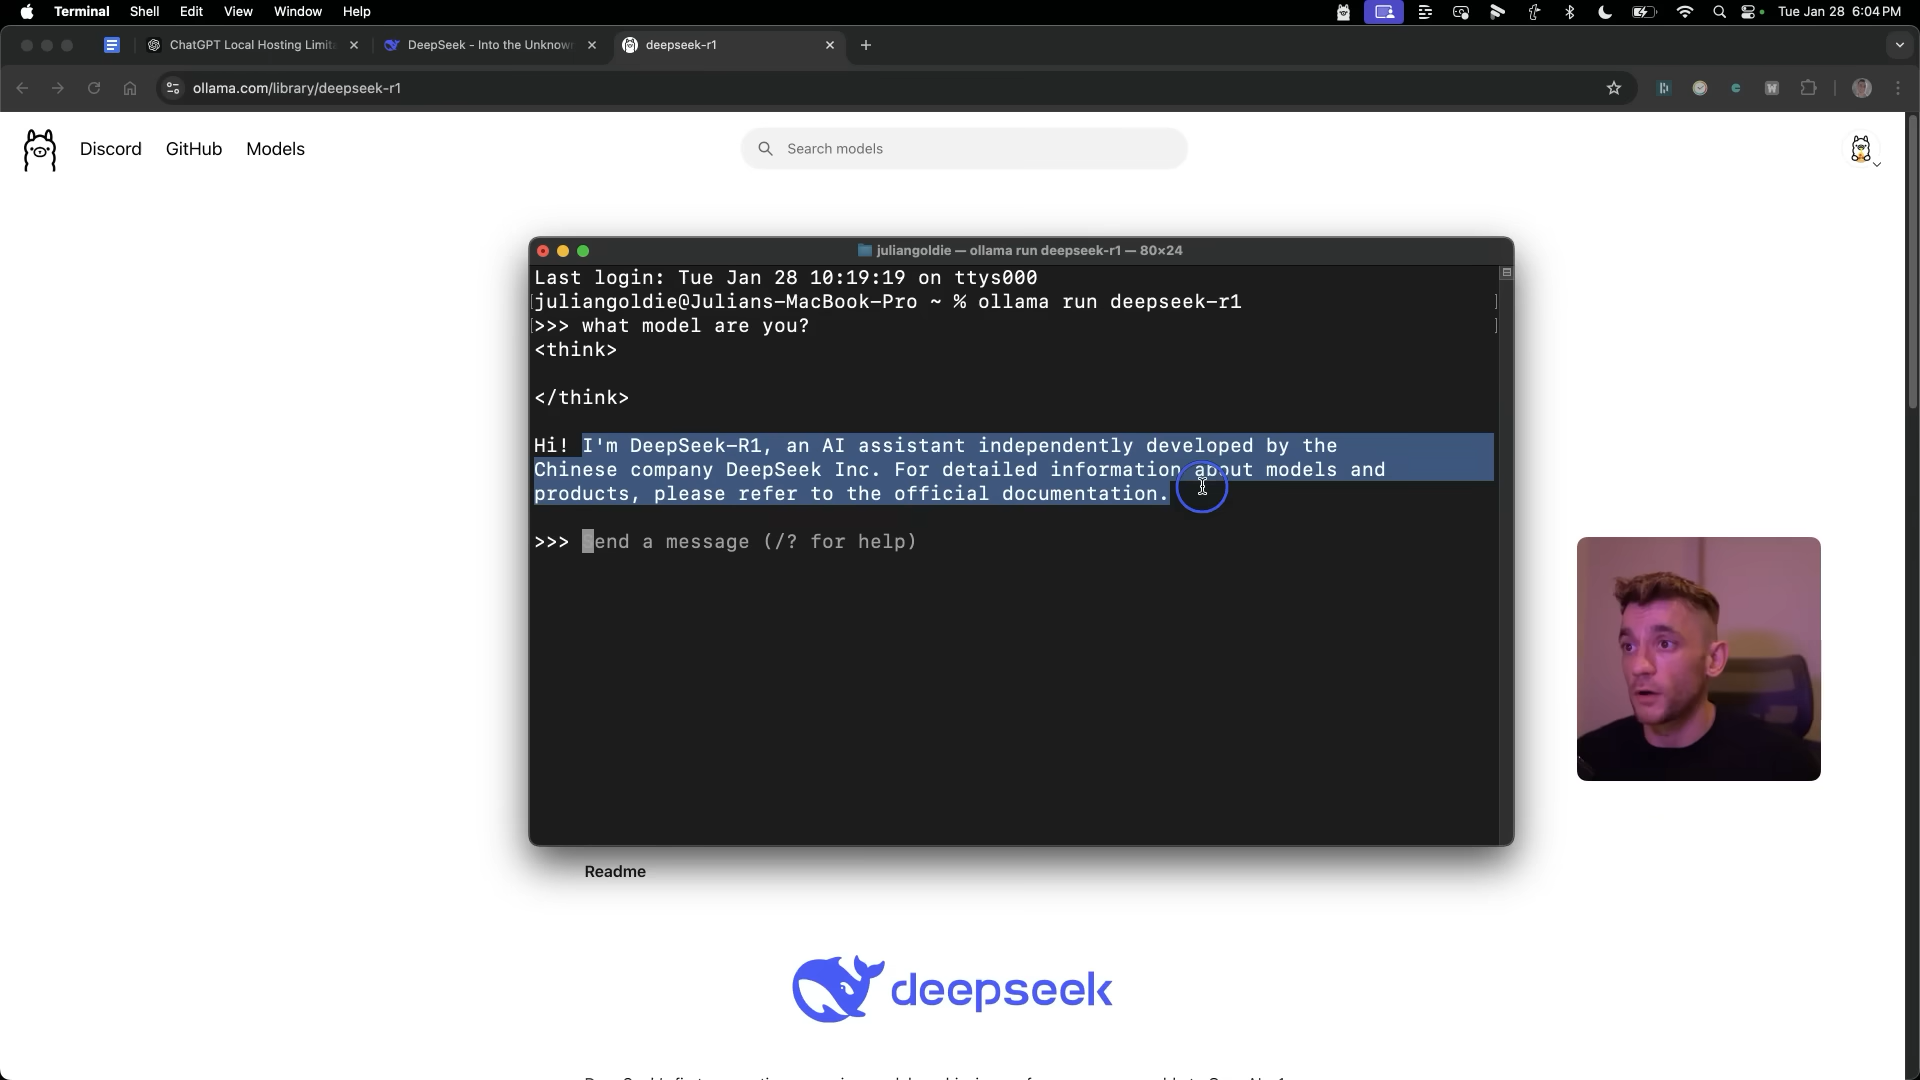 Terminal Shell Edit View Window Help Tue Jan 28 6:04 PM
ChatGPT Local Hosting Limit DeepSeek - Into the Unknown deepseek-r1
ollama.com/library/deepseek-r1
Discord GitHub Models Search models
juliangoldie — ollama run deepseek-r1 — 80×24
Last login: Tue Jan 28 10:19:19 on ttys000
[juliangoldie@Julians-MacBook-Pro ~ % ollama run deepseek-r1 ]
[>>> what model are you? ]
<think>
</think>
Hi! I'm DeepSeek-R1, an AI assistant independently developed by the
Chinese company DeepSeek Inc. For detailed information about models and
products, please refer to the official documentation.
>>> Send a message (/? for help)
Readme
deepseek